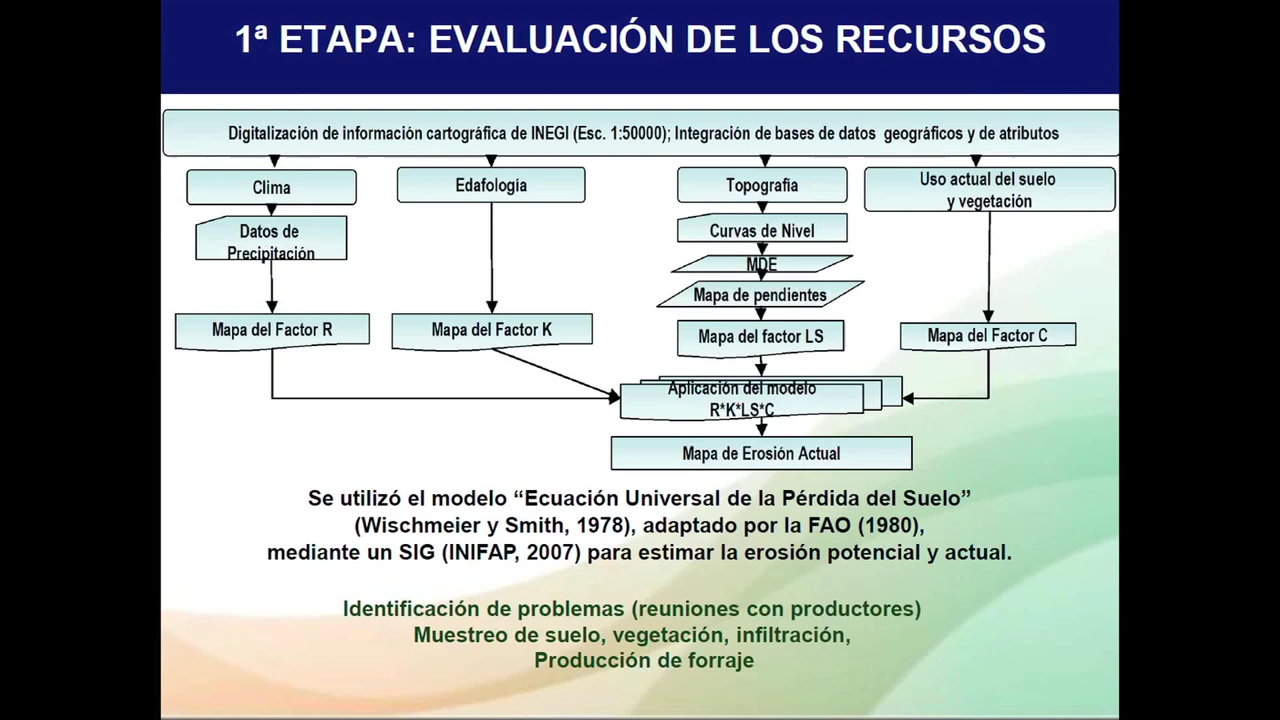 1ª ETAPA: EVALUACIÓN DE LOS RECURSOS
Digitalización de información cartográfica de INEGI (Esc. 1:50000); Integración de bases de datos geográficos y de atributos
Clima
Edafología
Topografía
Uso actual del suelo
y vegetación
Datos de
Precipitación
Curvas de Nivel
MDE
Mapa de pendientes
Mapa del Factor R
Mapa del Factor K
Mapa del factor LS
Mapa del Factor C
Aplicación del modelo
R*K*LS*C
Mapa de Erosión Actual
Se utilizó el modelo “Ecuación Universal de la Pérdida del Suelo”
(Wischmeier y Smith, 1978), adaptado por la FAO (1980),
mediante un SIG (INIFAP, 2007) para estimar la erosión potencial y actual.
Identificación de problemas (reuniones con productores)
Muestreo de suelo, vegetación, infiltración,
Producción de forraje